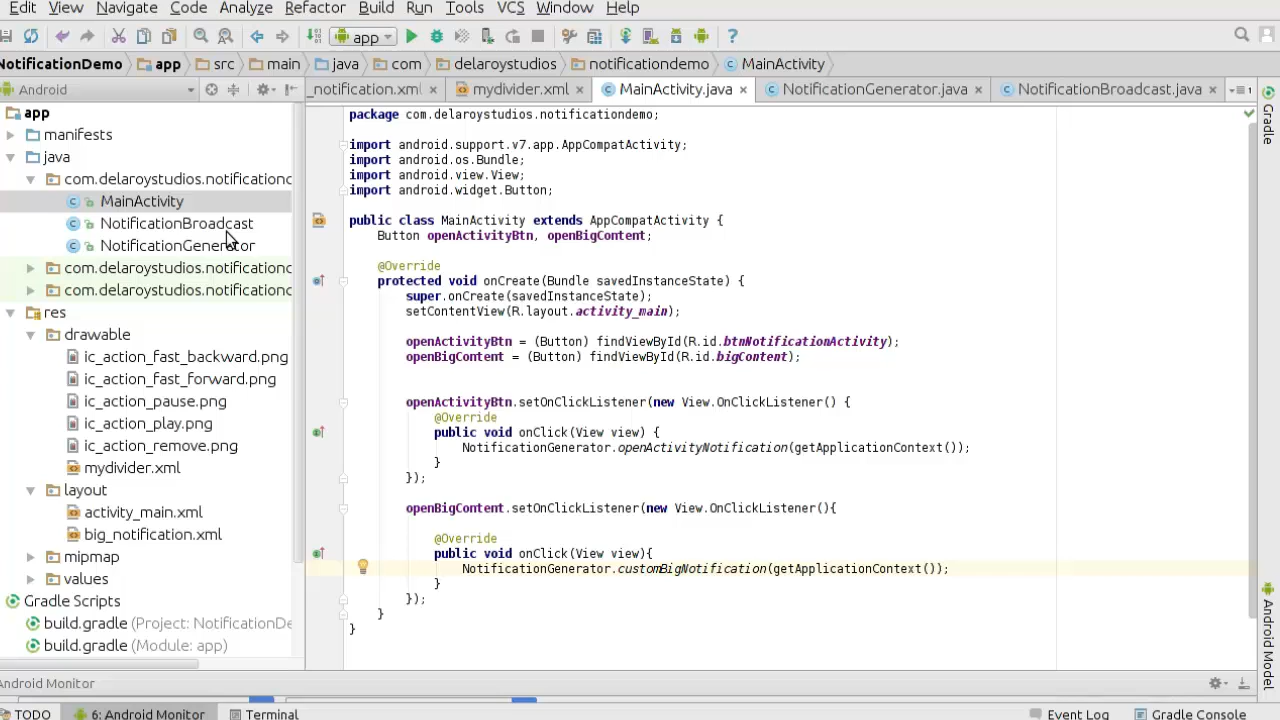 Edit View Navigate Code Analyze Refactor Build Run Tools VCS Window Help
app
NotificationDemo app src main java com delaroystudios notificationdemo MainActivity
Android
_notification.xml mydivider.xml MainActivity.java NotificationGenerator.java NotificationBroadcast.java
app
manifests
java
com.delaroystudios.notificationd
MainActivity
NotificationBroadcast
NotificationGenerator
com.delaroystudios.notificationd
com.delaroystudios.notificationd
res
drawable
ic_action_fast_backward.png
ic_action_fast_forward.png
ic_action_pause.png
ic_action_play.png
ic_action_remove.png
mydivider.xml
layout
activity_main.xml
big_notification.xml
mipmap
values
Gradle Scripts
build.gradle (Project: NotificationDe
build.gradle (Module: app)
package com.delaroystudios.notificationdemo;
import android.support.v7.app.AppCompatActivity;
import android.os.Bundle;
import android.view.View;
import android.widget.Button;
public class MainActivity extends AppCompatActivity {
Button openActivityBtn, openBigContent;
@Override
protected void onCreate(Bundle savedInstanceState) {
super.onCreate(savedInstanceState);
setContentView(R.layout.activity_main);
openActivityBtn = (Button) findViewById(R.id.btnNotificationActivity);
openBigContent = (Button) findViewById(R.id.bigContent);
openActivityBtn.setOnClickListener(new View.OnClickListener() {
@Override
public void onClick(View view) {
NotificationGenerator.openActivityNotification(getApplicationContext());
}
});
openBigContent.setOnClickListener(new View.OnClickListener(){
@Override
public void onClick(View view){
NotificationGenerator.customBigNotification(getApplicationContext());
}
});
}
}
Gradle
Android Model
Android Monitor
TODO 6: Android Monitor Terminal Event Log Gradle Console